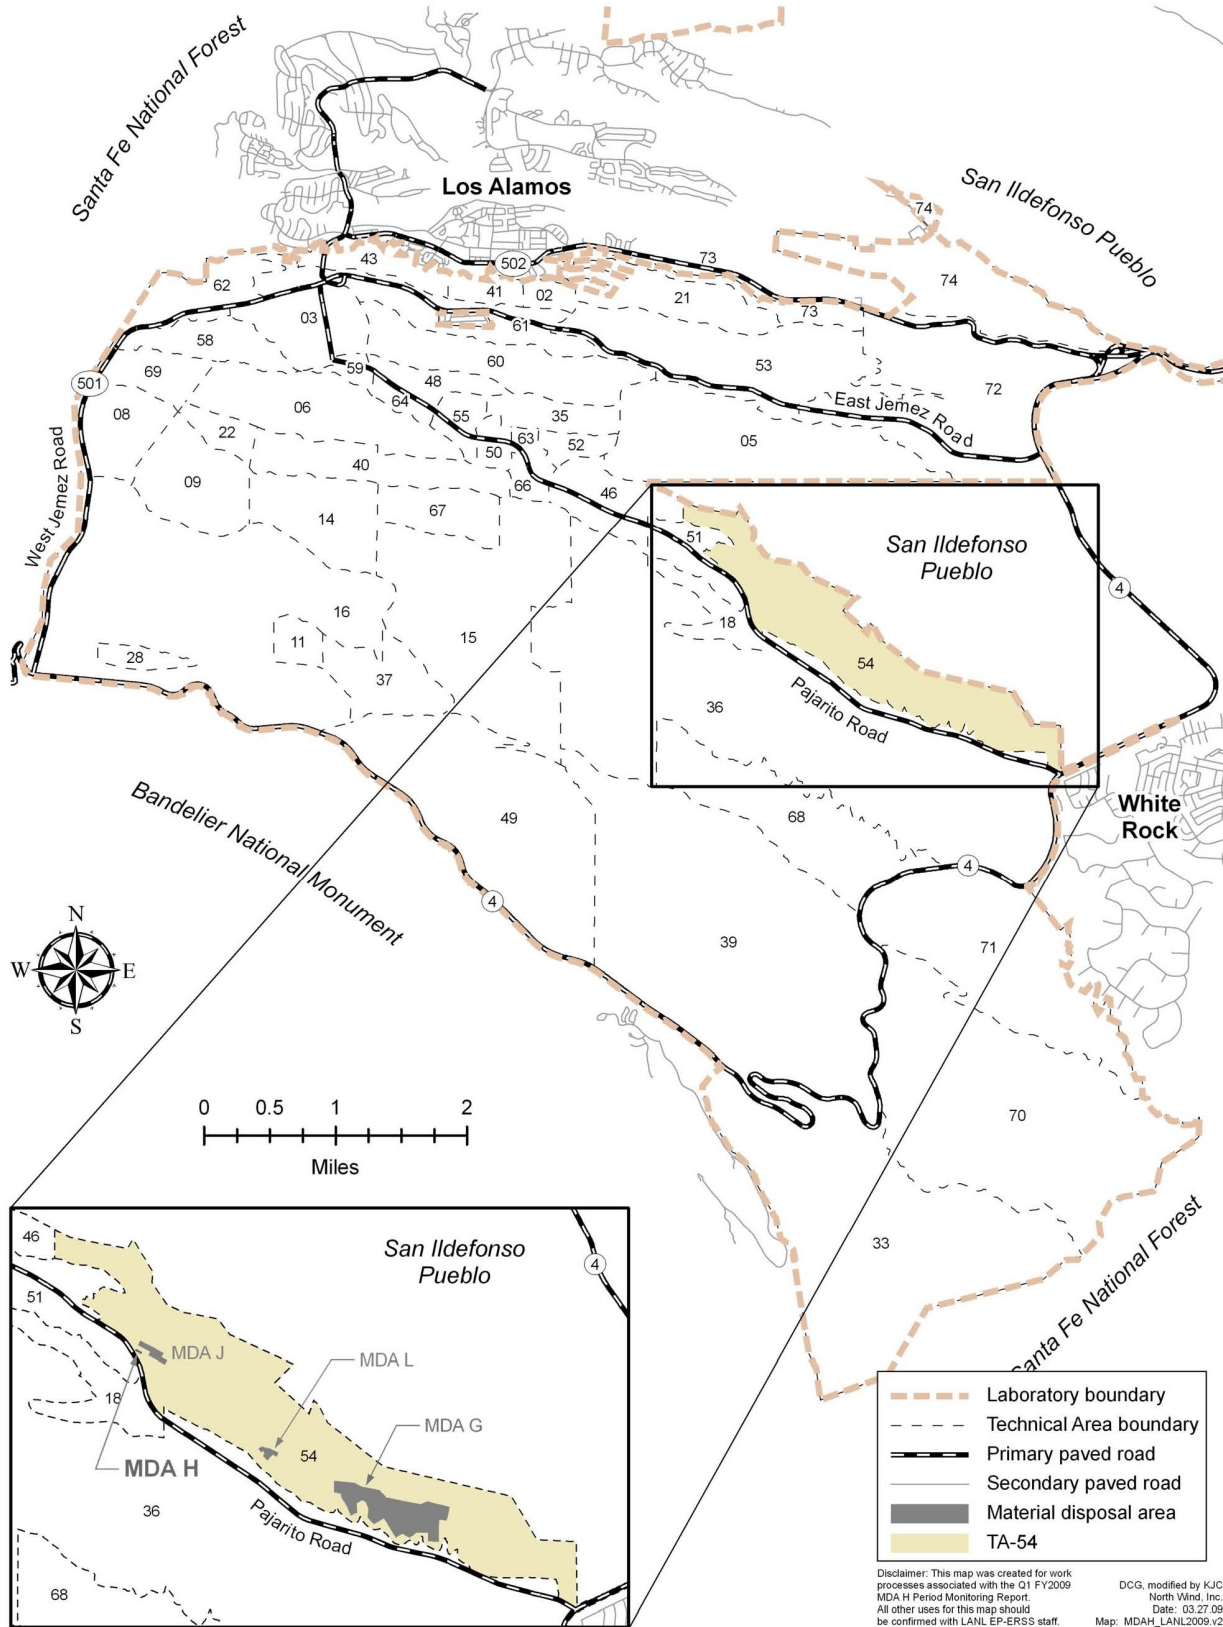 Santa Fe National Forest
Los Alamos
San Ildefonso Pueblo
74
74
43
502
73
62
41
02
21
73
03
61
58
53
59
60
69
48
72
501
08
06
64
55
35
East Jemez Road
22
63
05
50
52
West Jemez Road
09
40
66
46
14
67
51
San Ildefonso
Pueblo
4
16
18
11
15
28
37
54
36
Pajarito Road
Bandelier National Monument
49
68
White
Rock
4
4
39
71
N
W
E
S
0
0.5
1
2
Miles
70
33
Santa Fe National Forest
46
San Ildefonso
Pueblo
4
51
MDA J
MDA L
18
MDA G
MDA H
54
36
Pajarito Road
68
Laboratory boundary
Technical Area boundary
Primary paved road
Secondary paved road
Material disposal area
TA-54
Disclaimer: This map was created for work
processes associated with the Q1 FY2009
MDA H Period Monitoring Report.
All other uses for this map should
be confirmed with LANL EP-ERSS staff.
DCG, modified by KJC
North Wind, Inc.
Date: 03.27.09
Map: MDAH_LANL2009.v2